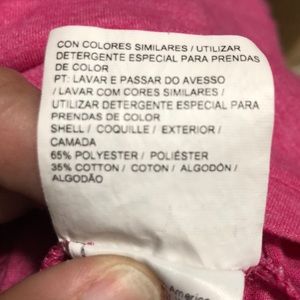 CON COLORES SIMILARES / UTILIZAR
DETERGENTE ESPECIAL PARA PRENDAS
DE COLOR
PT: LAVAR E PASSAR DO AVESSO
/ LAVAR COM CORES SIMILARES /
UTILIZAR DETERGENTE ESPECIAL PARA
PRENDAS DE COLOR
SHELL / COQUILLE / EXTERIOR /
CAMADA
65% POLYESTER / POLIÉSTER
35% COTTON / COTON / ALGODÓN /
ALGODÃO
America